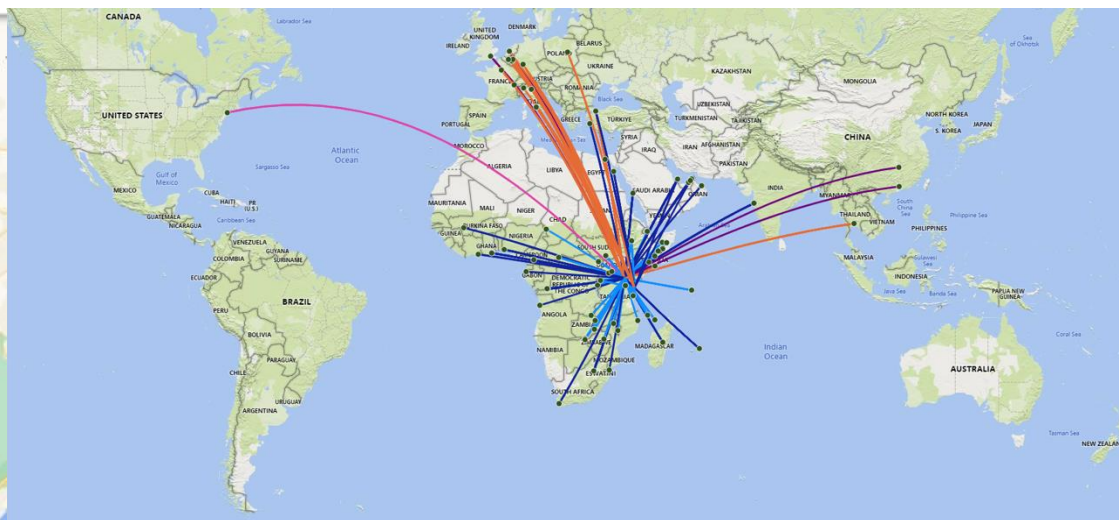 CANADA
Labrador Sea
UNITED
KINGDOM
DENMARK
IRELAND
BELARUS
Sea
of Okhotsk
UKRAINE
FRANCE
KAZAKHSTAN
MONGOLIA
UNITED STATES
SPAIN
PORTUGAL
GREECE
Black Sea
TÜRKIYE
UZBEKISTAN
TURKMENISTAN
TAJIKISTAN
NORTH KOREA
JAPAN
S. KOREA
CHINA
Atlantic
Ocean
MOROCCO
SYRIA
IRAQ
IRAN
AFGHANISTAN
PAKISTAN
Sargasso Sea
ALGERIA
LIBYA
EGYPT
Gulf of
Mexico
MEXICO
CUBA
HAITI
PR
(U.S.)
SAUDI ARABIA
OMAN
INDIA
MYANMAR
Caribbean Sea
GUATEMALA
NICARAGUA
MAURITANIA
MALI
NIGER
CHAD
YEMEN
THAILAND
VIETNAM
South
China
Sea
Philippine Sea
PHILIPPINES
BURKINA FASO
GUINEA
GHANA
NIGERIA
SOUTH SUDAN
VENEZUELA
GUYANA
SURINAME
COLOMBIA
ECUADOR
GABON
DEMOCRATIC
REPUBLIC OF
THE CONGO
MALAYSIA
INDONESIA
Java Sea
Banda Sea
PAPUA NEW
GUINEA
PERU
BRAZIL
ANGOLA
BOLIVIA
NAMIBIA
MADAGASCAR
MOZAMBIQUE
Indian
Ocean
Coral Sea
PARAGUAY
CHILE
ESWATINI
SOUTH AFRICA
AUSTRALIA
URUGUAY
ARGENTINA
Tasman Sea
NEW ZEALAN